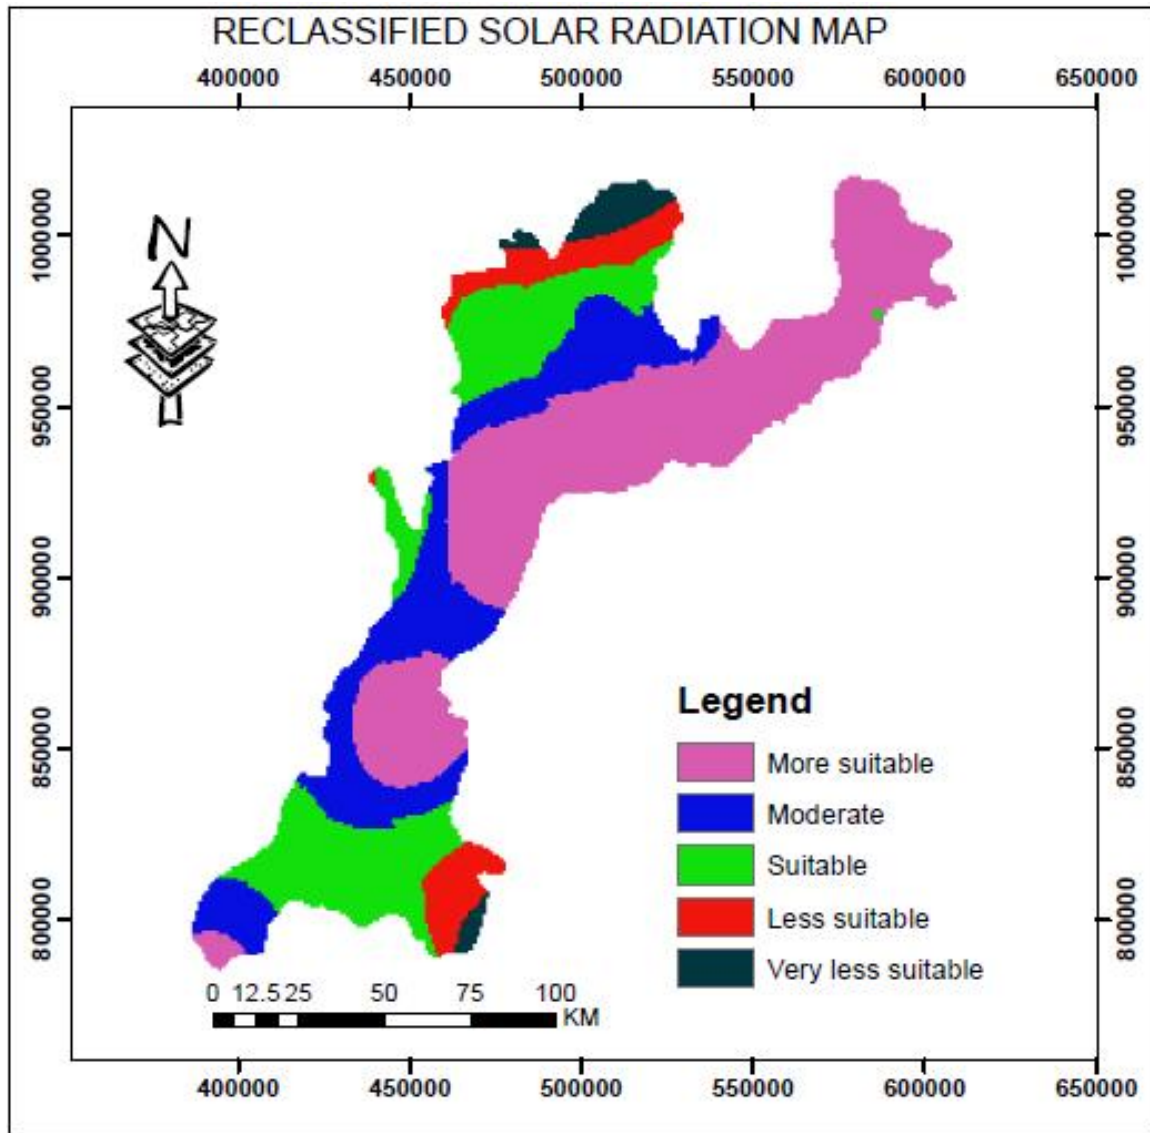 RECLASSIFIED SOLAR RADIATION MAP
400000 450000 500000 550000 600000 650000
1000000 1000000
N
950000 950000
900000 900000
Legend
More suitable
850000 850000
Moderate
Suitable
Less suitable
800000 800000
Very less suitable
0 12.5 25 50 75 100
KM
400000 450000 500000 550000 600000 650000